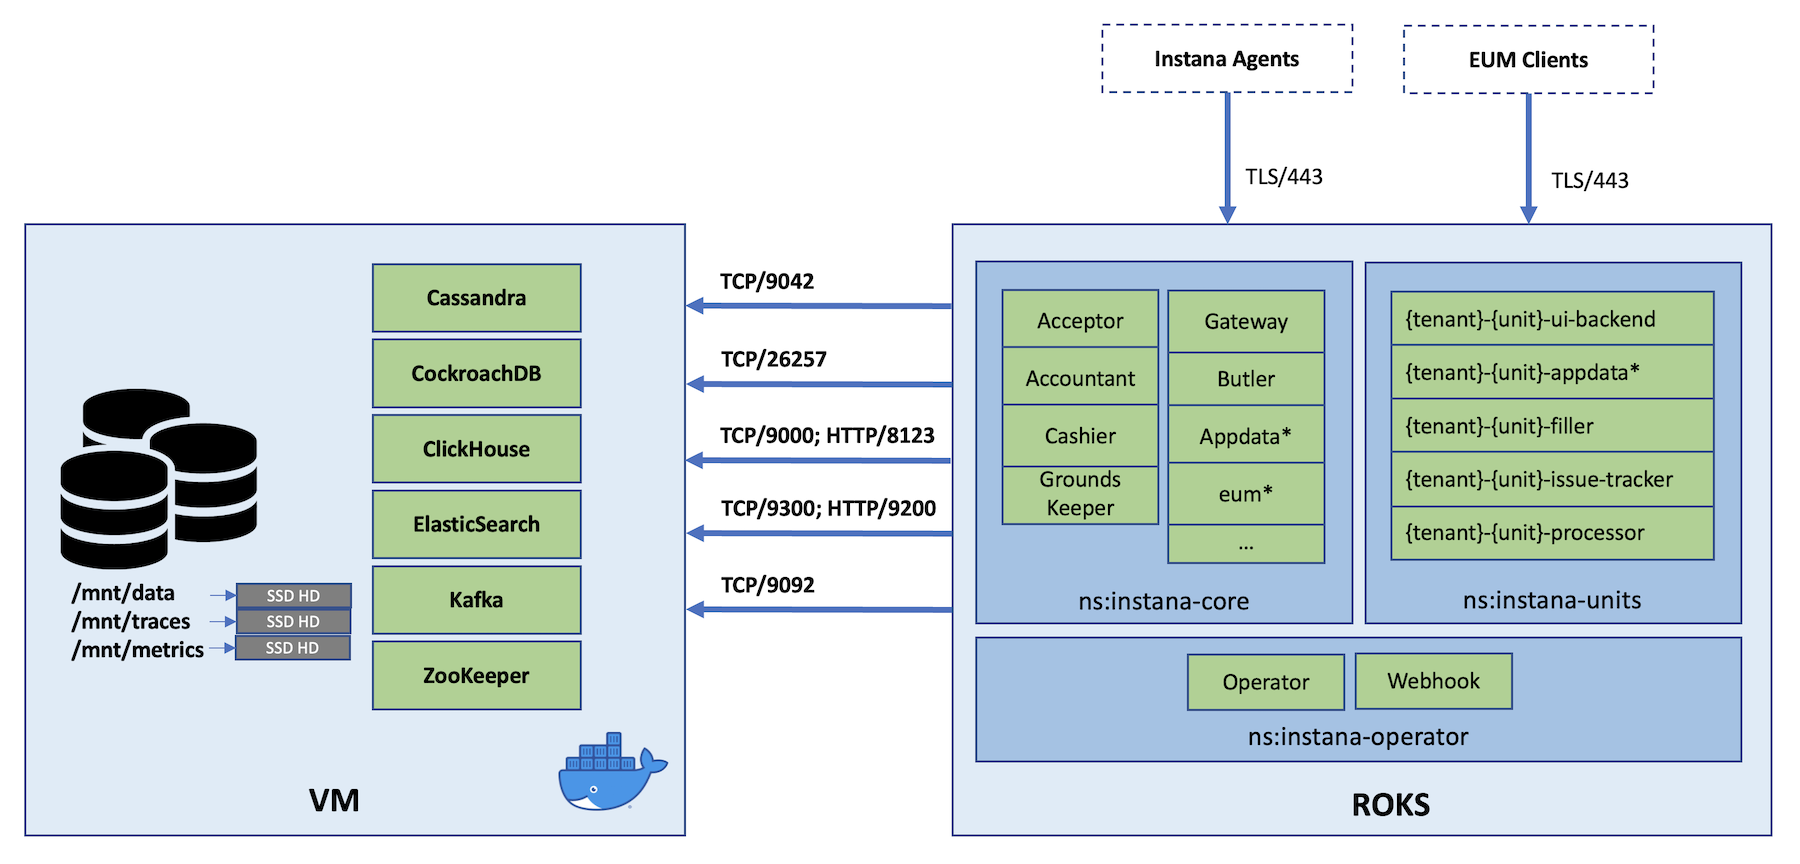 Instana Agents
EUM Clients
TLS/443
TLS/443
Cassandra
CockroachDB
ClickHouse
ElasticSearch
Kafka
ZooKeeper
/mnt/data
SSD HD
/mnt/traces
SSD HD
/mnt/metrics
SSD HD
VM
TCP/9042
TCP/26257
TCP/9000; HTTP/8123
TCP/9300; HTTP/9200
TCP/9092
Acceptor
Accountant
Cashier
Grounds
Keeper
Gateway
Butler
Appdata*
eum*
...
ns:instana-core
{tenant}-{unit}-ui-backend
{tenant}-{unit}-appdata*
{tenant}-{unit}-filler
{tenant}-{unit}-issue-tracker
{tenant}-{unit}-processor
ns:instana-units
Operator
Webhook
ns:instana-operator
ROKS